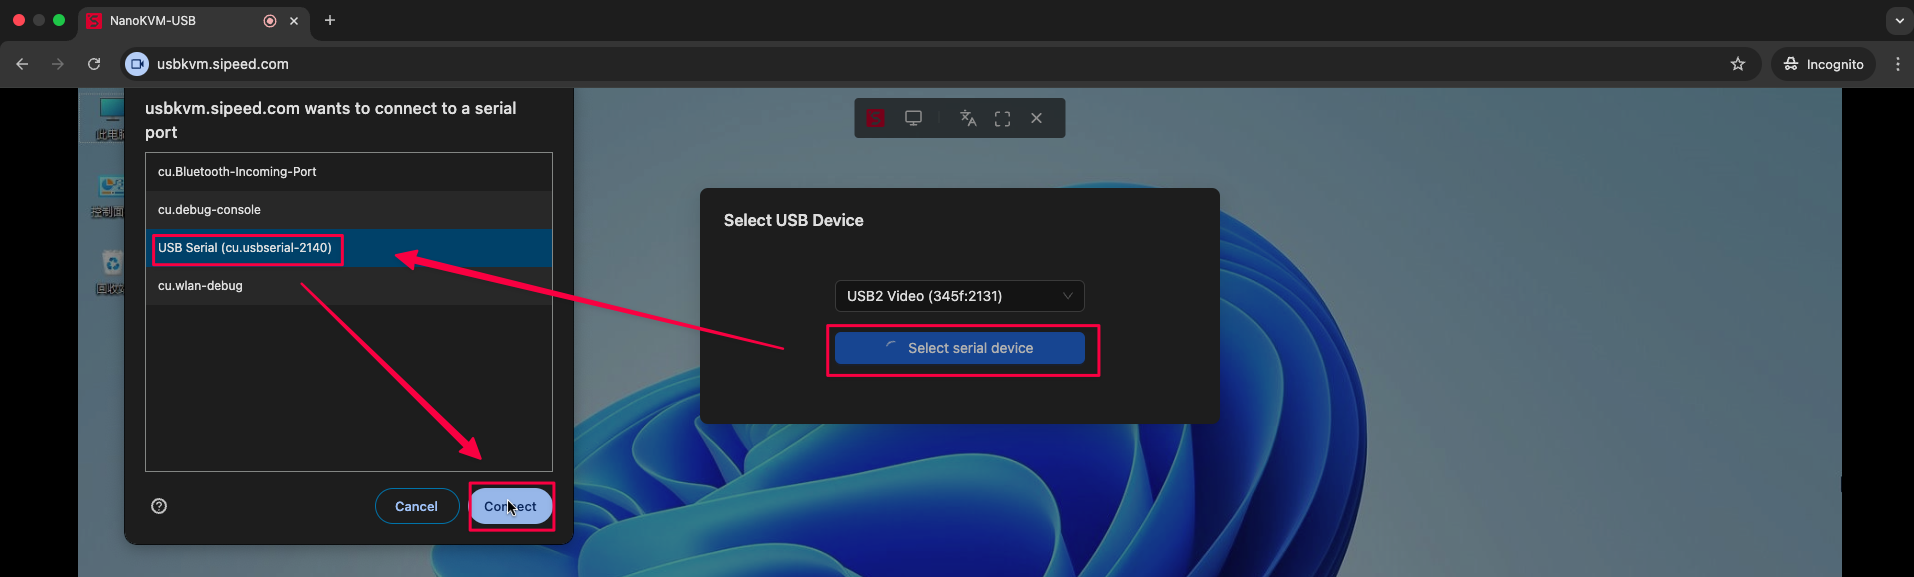 NanoKVM-USB
usbkvm.sipeed.com
Incognito
usbkvm.sipeed.com wants to connect to a serial
port
cu.Bluetooth-Incoming-Port
cu.debug-console
USB Serial (cu.usbserial-2140)
cu.wlan-debug
Cancel
Connect
Select USB Device
USB2 Video (345f:2131)
Select serial device